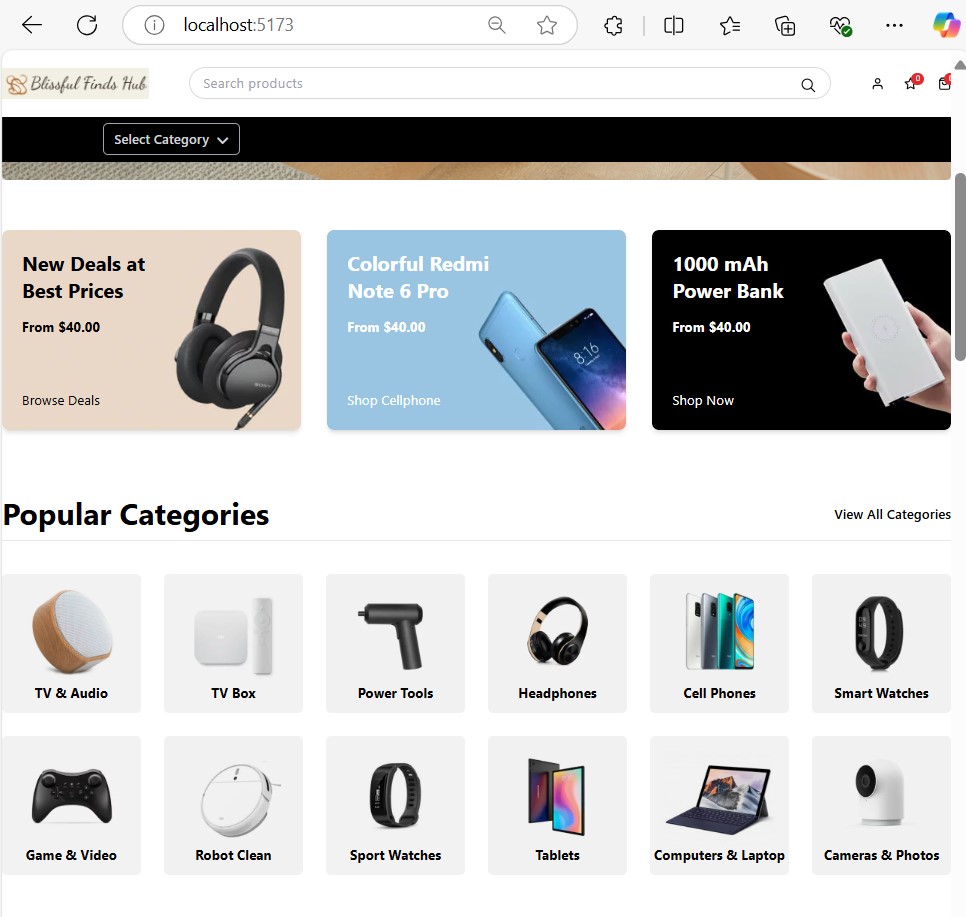 localhost:5173
Blissful Finds Hub
Search products
0
Select Category
New Deals at
Best Prices
From $40.00
Browse Deals
SONY
Colorful Redmi
Note 6 Pro
From $40.00
Shop Cellphone
8:16
1000 mAh
Power Bank
From $40.00
Shop Now
Popular Categories
View All Categories
TV & Audio
TV Box
Power Tools
Headphones
Cell Phones
Smart Watches
Game & Video
Robot Clean
Sport Watches
Tablets
Computers & Laptop
Cameras & Photos